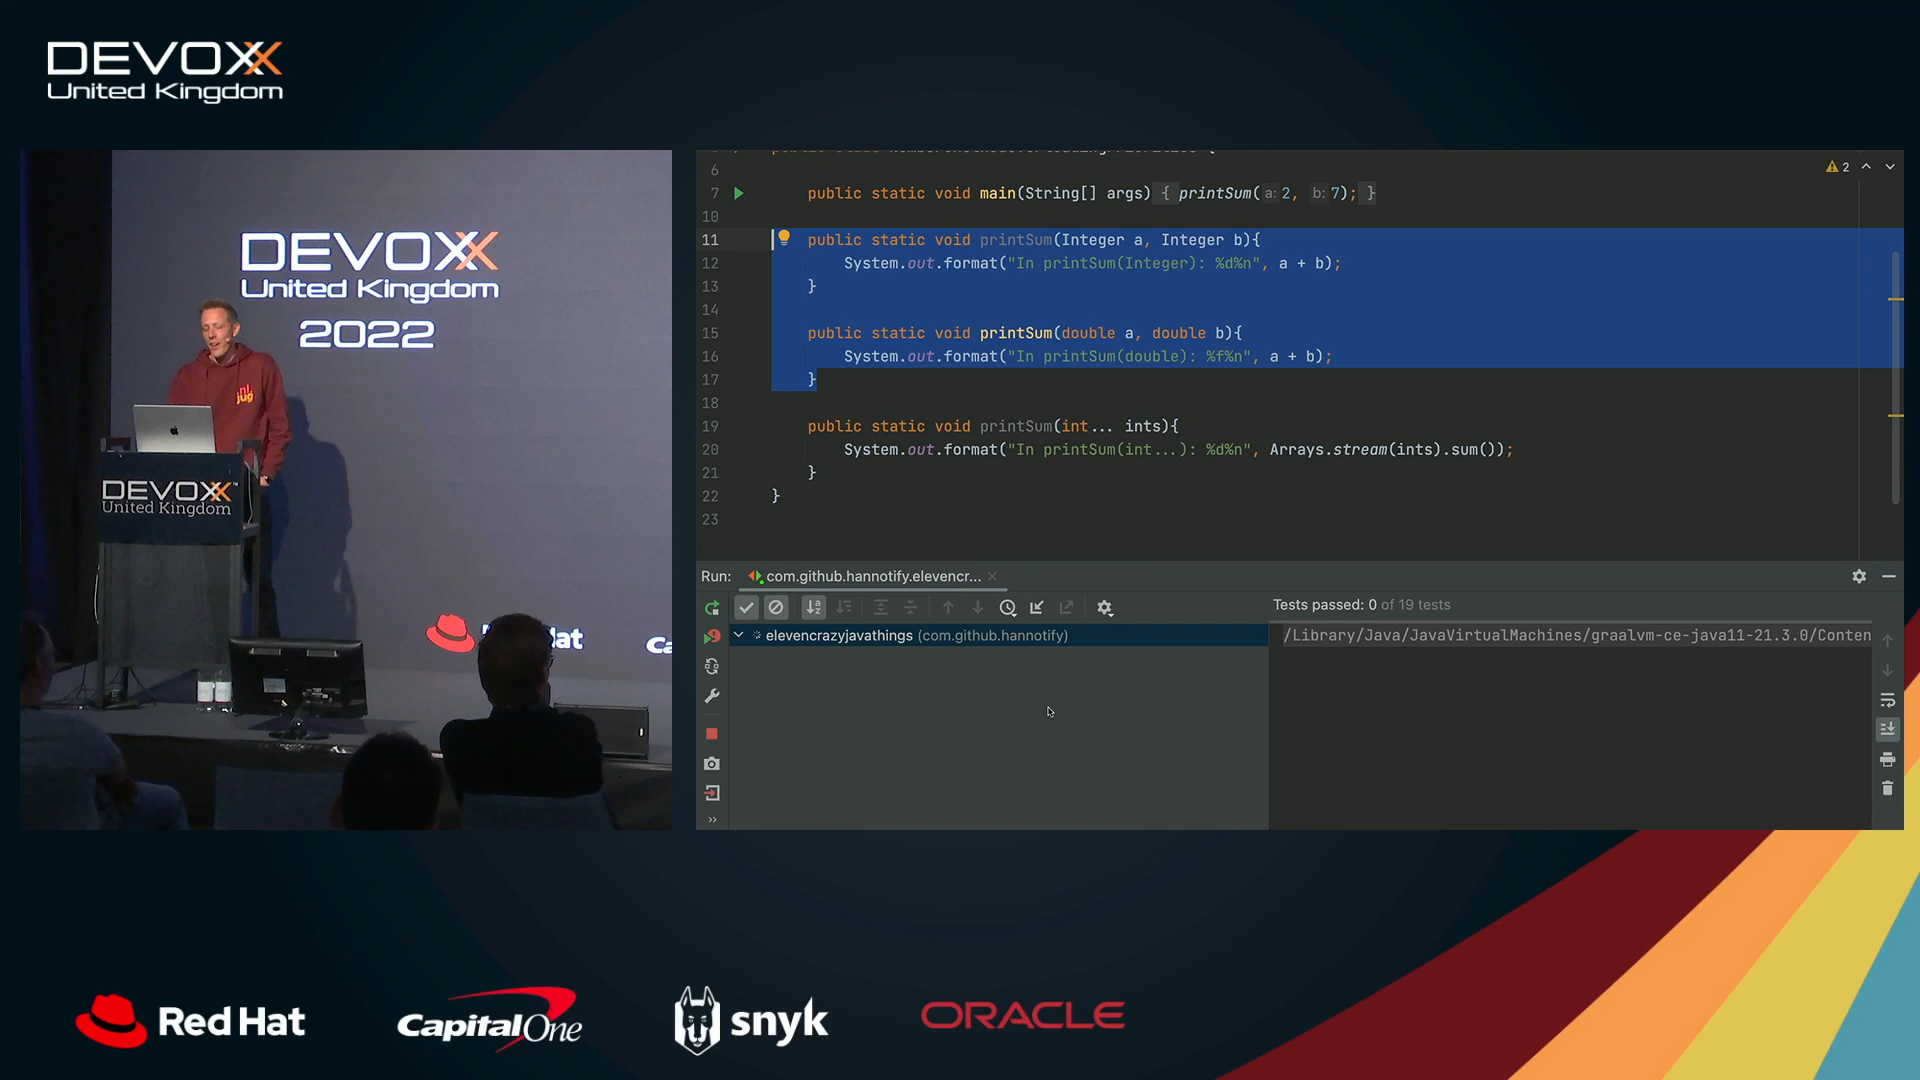 DEVOXX
United Kingdom
DEVOXX
United Kingdom
2022
nl
jug
DEVOXX™
United Kingdom
6
7 public static void main(String[] args) { printSum( a: 2, b: 7); }
10
11 public static void printSum(Integer a, Integer b){
12 System.out.format("In printSum(Integer): %d%n", a + b);
13 }
14
15 public static void printSum(double a, double b){
16 System.out.format("In printSum(double): %f%n", a + b);
17 }
18
19 public static void printSum(int... ints){
20 System.out.format("In printSum(int...): %d%n", Arrays.stream(ints).sum());
21 }
22 }
23
2
Run: com.github.hannotify.elevencr...
Tests passed: 0 of 19 tests
elevencrazyjavathings (com.github.hannotify)
/Library/Java/JavaVirtualMachines/graalvm-ce-java11-21.3.0/Conten
Red Hat
Capital One
snyk
ORACLE